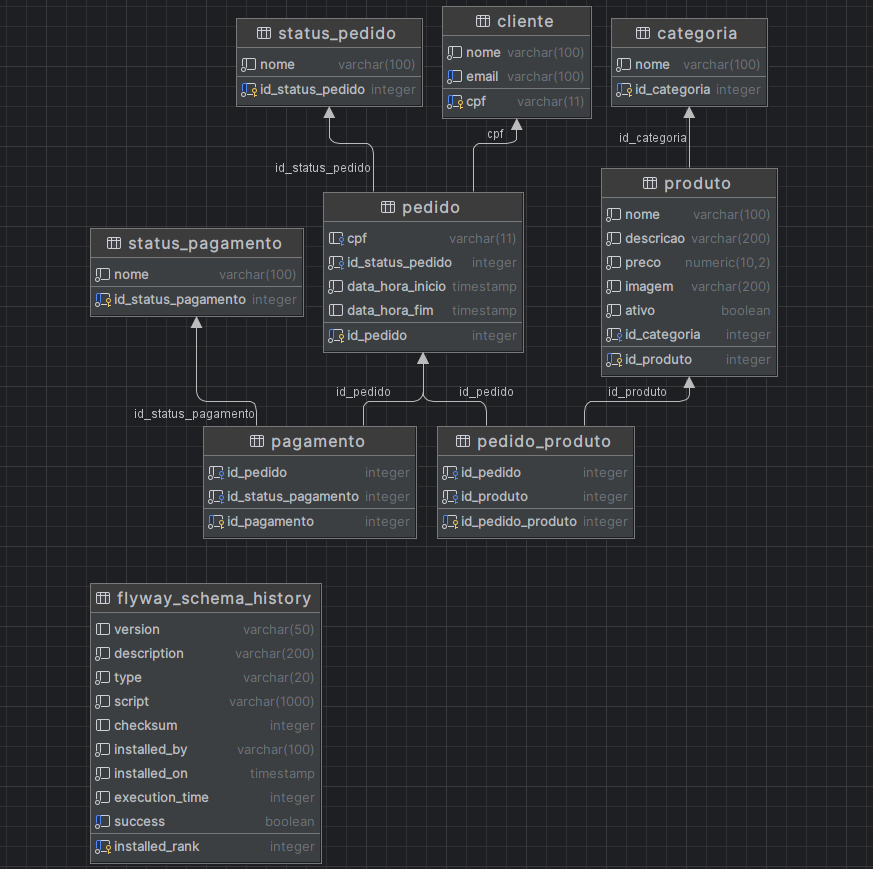 status_pedido
nome varchar(100)
id_status_pedido integer
cliente
nome varchar(100)
email varchar(100)
cpf varchar(11)
categoria
nome varchar(100)
id_categoria integer
id_status_pedido
cpf
id_categoria
status_pagamento
nome varchar(100)
id_status_pagamento integer
pedido
cpf varchar(11)
id_status_pedido integer
data_hora_inicio timestamp
data_hora_fim timestamp
id_pedido integer
produto
nome varchar(100)
descricao varchar(200)
preco numeric(10,2)
imagem varchar(200)
ativo boolean
id_categoria integer
id_produto integer
id_status_pagamento
id_pedido
id_pedido
id_produto
pagamento
id_pedido integer
id_status_pagamento integer
id_pagamento integer
pedido_produto
id_pedido integer
id_produto integer
id_pedido_produto integer
flyway_schema_history
version varchar(50)
description varchar(200)
type varchar(20)
script varchar(1000)
checksum integer
installed_by varchar(100)
installed_on timestamp
execution_time integer
success boolean
installed_rank integer